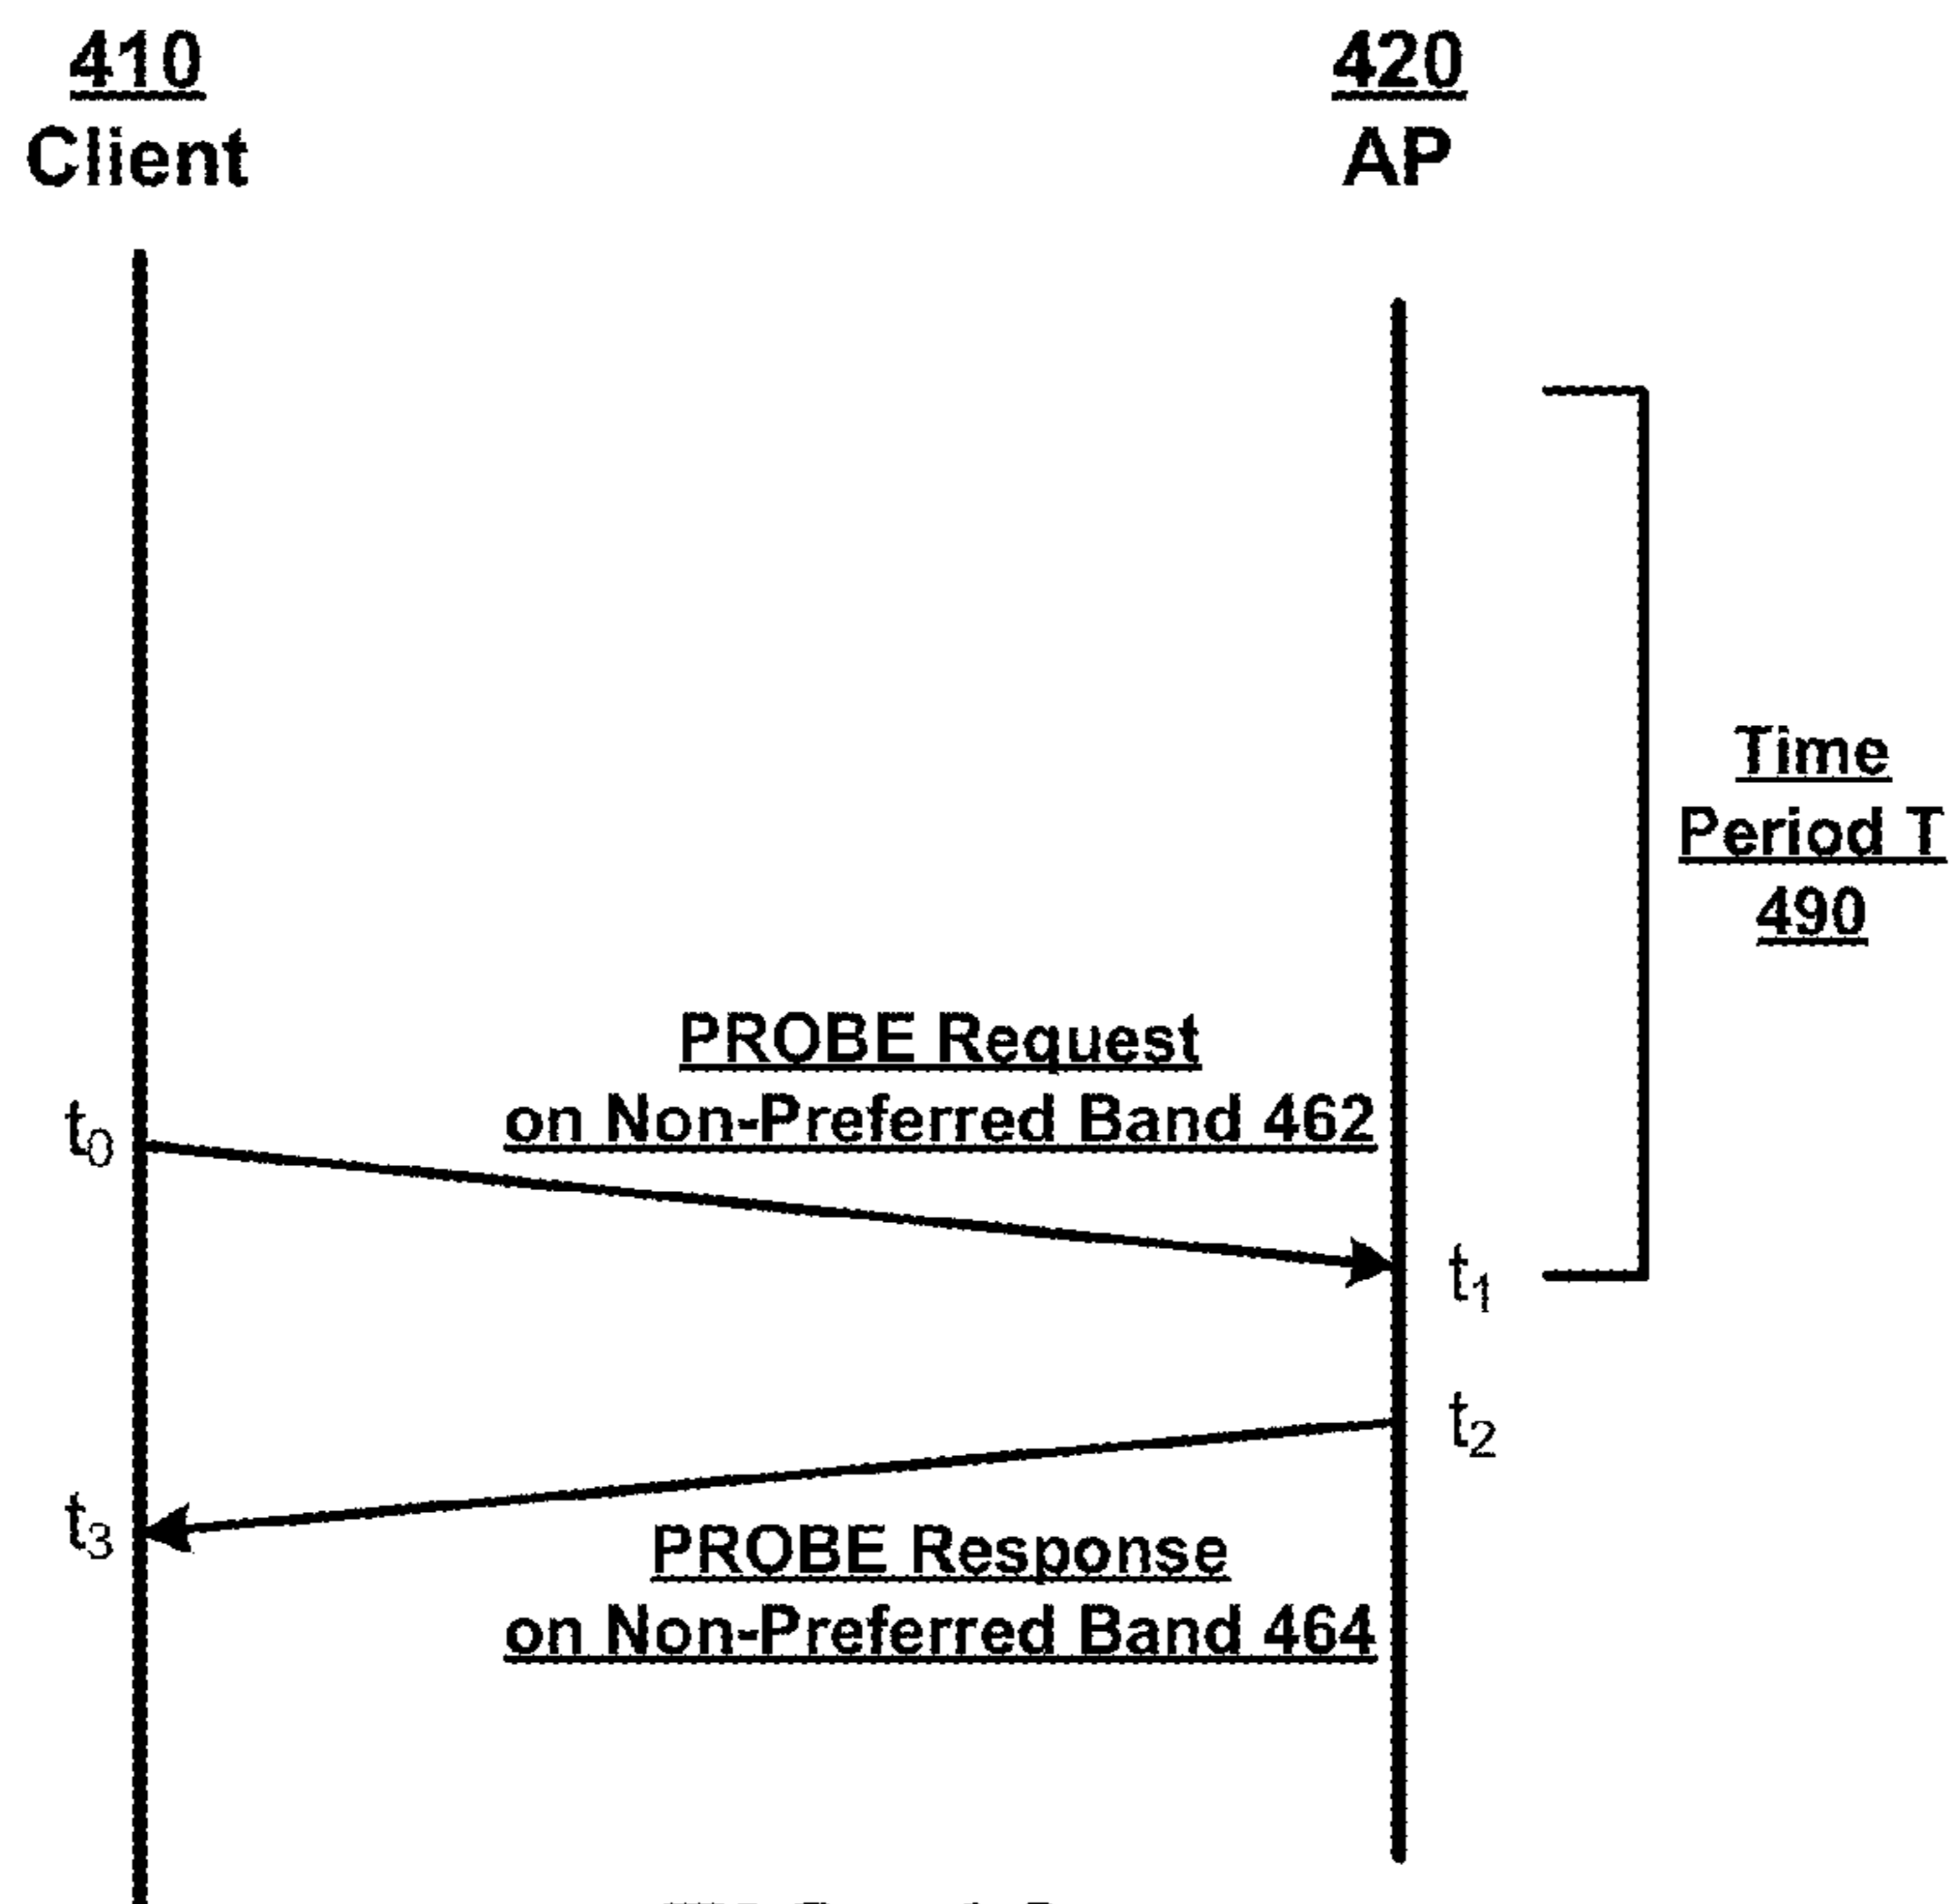 410
Client
420
AP
Time
Period T
490
PROBE Request
on Non-Preferred Band 462
t0
t1
t2
t3
PROBE Response
on Non-Preferred Band 464